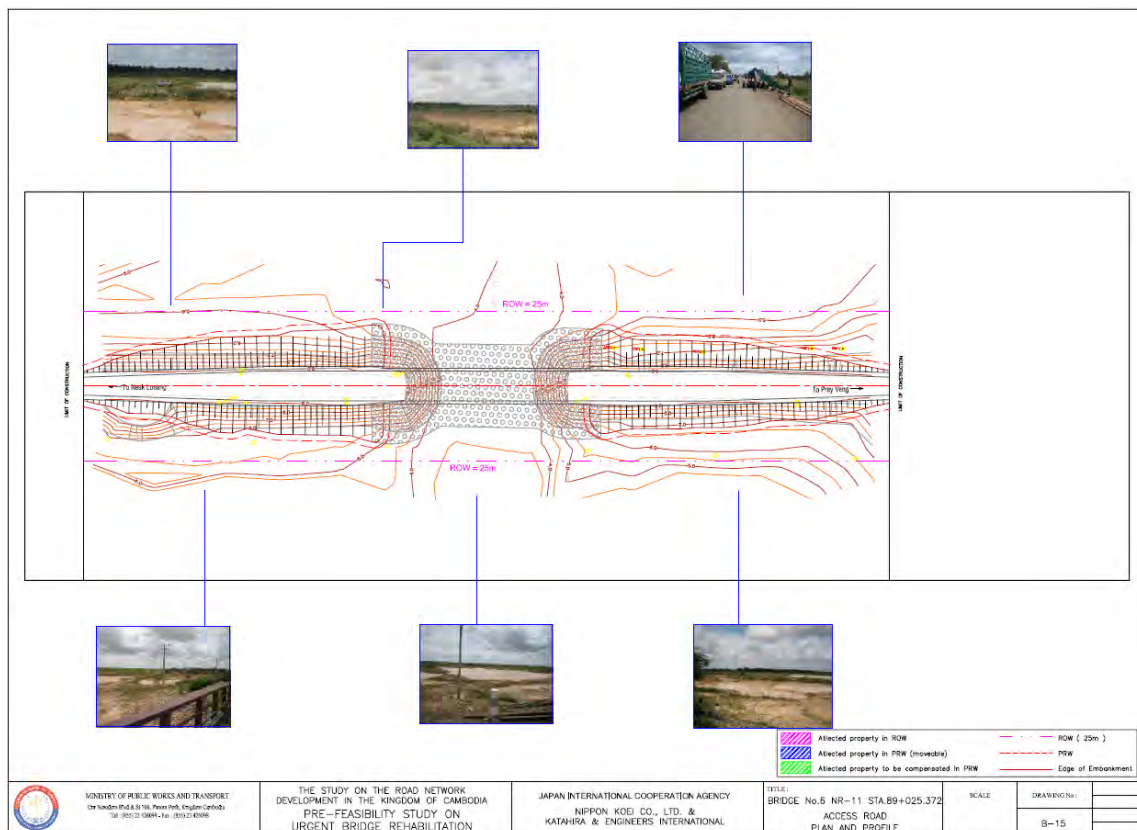 ROW = 25m
To Neak Loeang
To Prey Veng
LIMIT OF CONSTRUCTION
LIMIT OF CONSTRUCTION
ROW = 25m
Affected property in ROW
Affected property in PRW (moveable)
Affected property to be compensated in PRW
ROW ( 25m )
PRW
Edge of Embankment
MINISTRY OF PUBLIC WORKS AND TRANSPORT
THE STUDY ON THE ROAD NETWORK
DEVELOPMENT IN THE KINGDOM OF CAMBODIA
PRE-FEASIBILITY STUDY ON
URGENT BRIDGE REHABILITATION
JAPAN INTERNATIONAL COOPERATION AGENCY
NIPPON KOEI CO., LTD. &
KATAHIRA & ENGINEERS INTERNATIONAL
TITLE:
BRIDGE No.6 NR-11 STA.89+025.372
ACCESS ROAD
PLAN AND PROFILE
SCALE
DRAWING No:
B-15